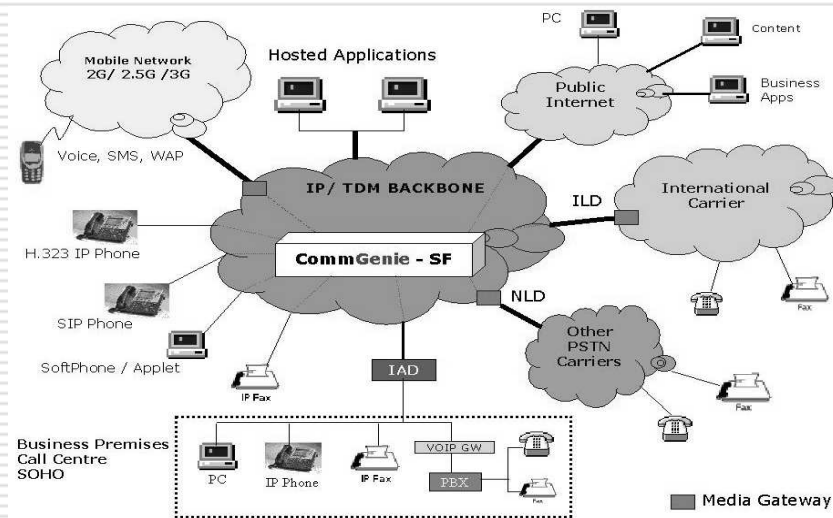 Mobile Network
2G/ 2.5G /3G
Hosted Applications
PC
Content
Public
Internet
Business
Apps
Voice, SMS, WAP
IP/ TDM BACKBONE
ILD
International
Carrier
H.323 IP Phone
CommGenie - SF
NLD
Fax
SIP Phone
Other
PSTN
Carriers
SoftPhone / Applet
IP Fax
IAD
Fax
Business Premises
Call Centre
SOHO
PC
IP Phone
IP Fax
VOIP GW
PBX
Fax
Media Gateway